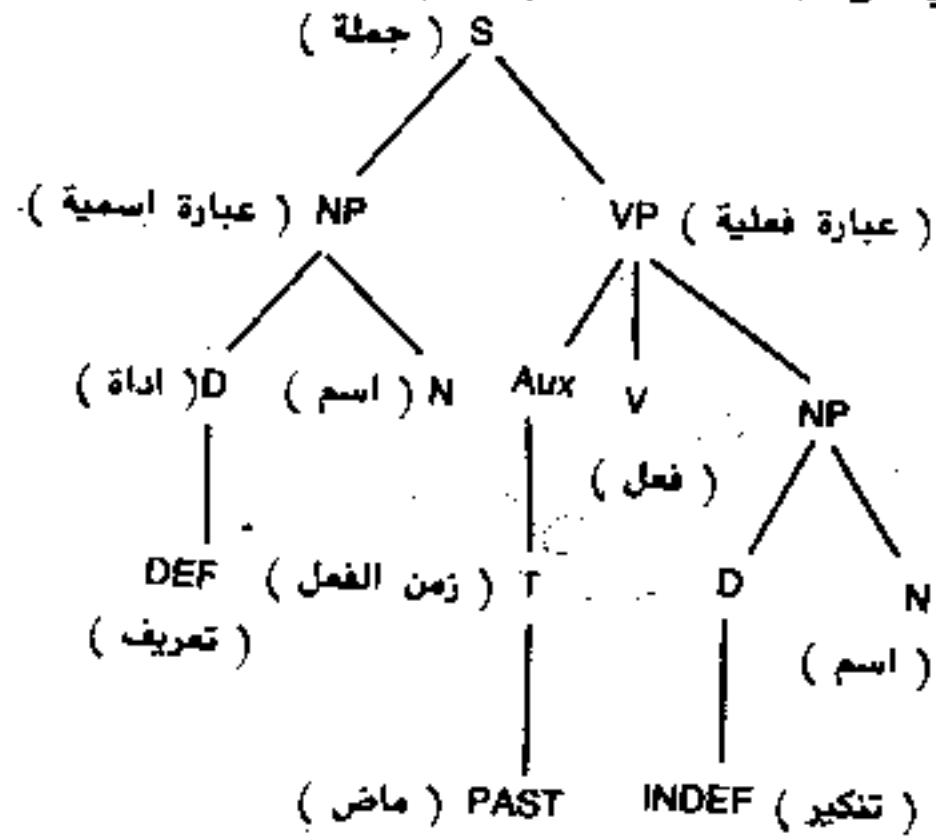 ( جملة ) S
( عبارة اسمية ) NP VP ( عبارة فعلية )
( اداة ) D ( اسم ) N Aux V NP
( فعل )
DEF ( زمن الفعل ) T D N
( تعريف ) ( اسم )
( ماض ) PAST INDEF ( تنكير )